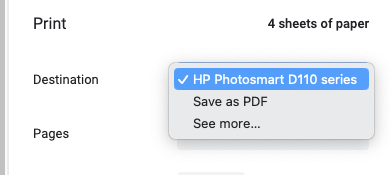 Print 4 sheets of paper
Destination ✓ HP Photosmart D110 series
Save as PDF
See more...
Pages